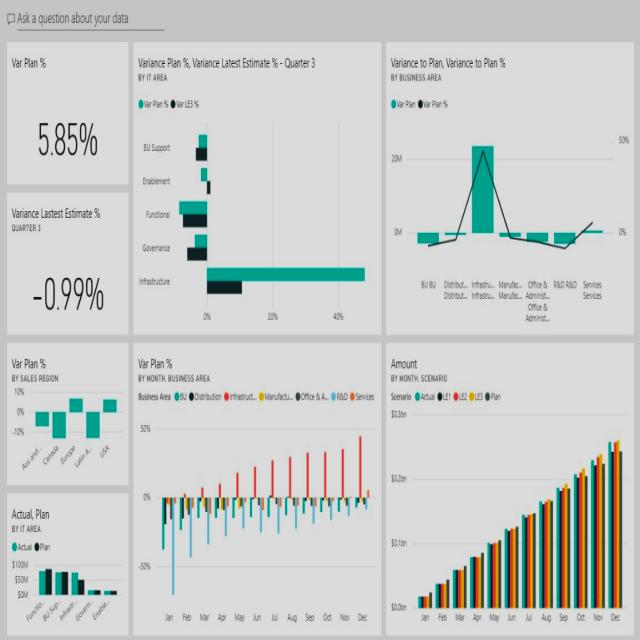 Ask a question about your data
Var Plan %
5.85%
Variance Lastest Estimate %
QUARTER 3
-0.99%
Variance Plan %, Variance Latest Estimate % - Quarter 3
BY IT AREA
Var Plan % Var LE3 %
BU Support
Enablement
Functional
Governance
Infrastructure
0% 20% 40%
Variance to Plan, Variance to Plan %
BY BUSINESS AREA
Var Plan Var Plan %
50%
20M
0M 0%
BU BU Distribut... Infrastru... Manufac... Office & R&D R&D Services
Distribut... Infrastru... Manufac... Administ... Services
Office &
Administ...
Var Plan %
BY SALES REGION
10%
0%
-10%
Aus and... Canada Europe Latin A... USA
Actual, Plan
BY IT AREA
Actual Plan
$100M
$50M
$0M
Functio... BU Sup... Infrastr... Govern... Enable...
Var Plan %
BY MONTH, BUSINESS AREA
Business Area BU Distribution Infrastruct... Manufactu... Office & A... R&D Services
50%
0%
-50%
Jan Feb Mar Apr May Jun Jul Aug Sep Oct Nov Dec
Amount
BY MONTH, SCENARIO
Scenario Actual LE1 LE2 LE3 Plan
$0.3bn
$0.2bn
$0.1bn
$0.0bn
Jan Feb Mar Apr May Jun Jul Aug Sep Oct Nov Dec